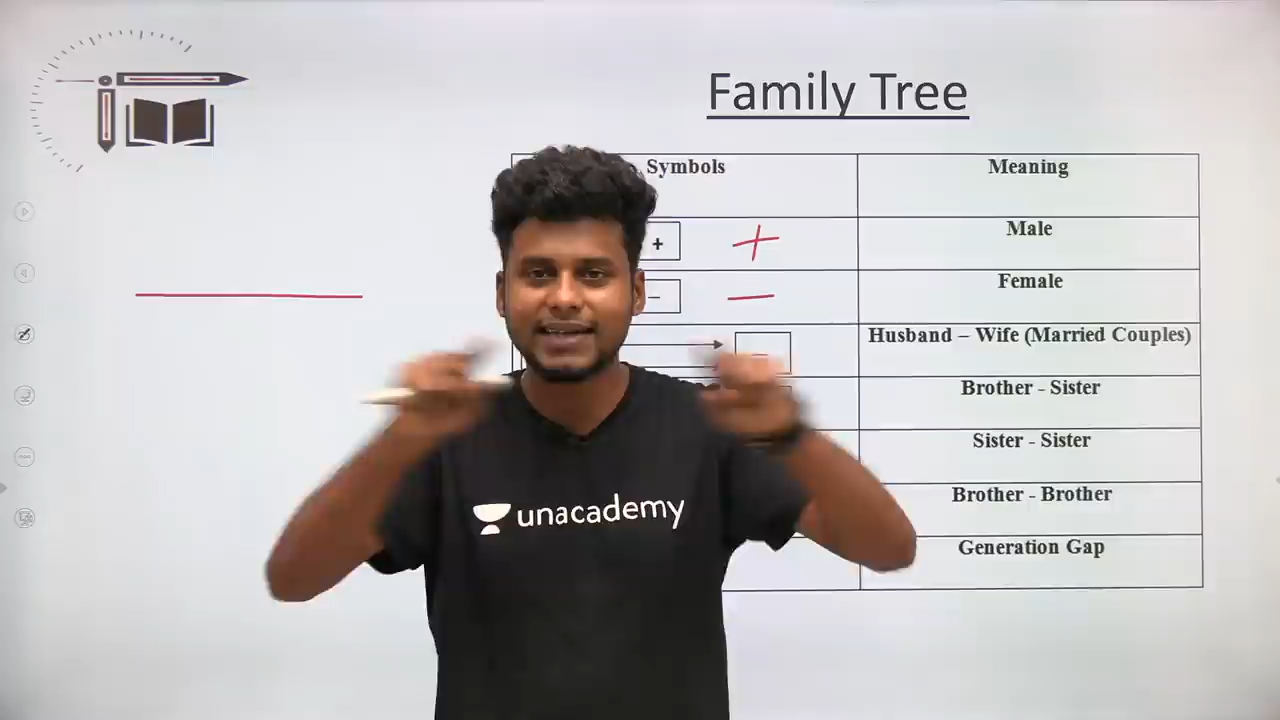 Family Tree
Symbols
Meaning
+
+
Male
–
–
Female
Husband – Wife (Married Couples)
Brother - Sister
Sister - Sister
Brother - Brother
Generation Gap
unacademy